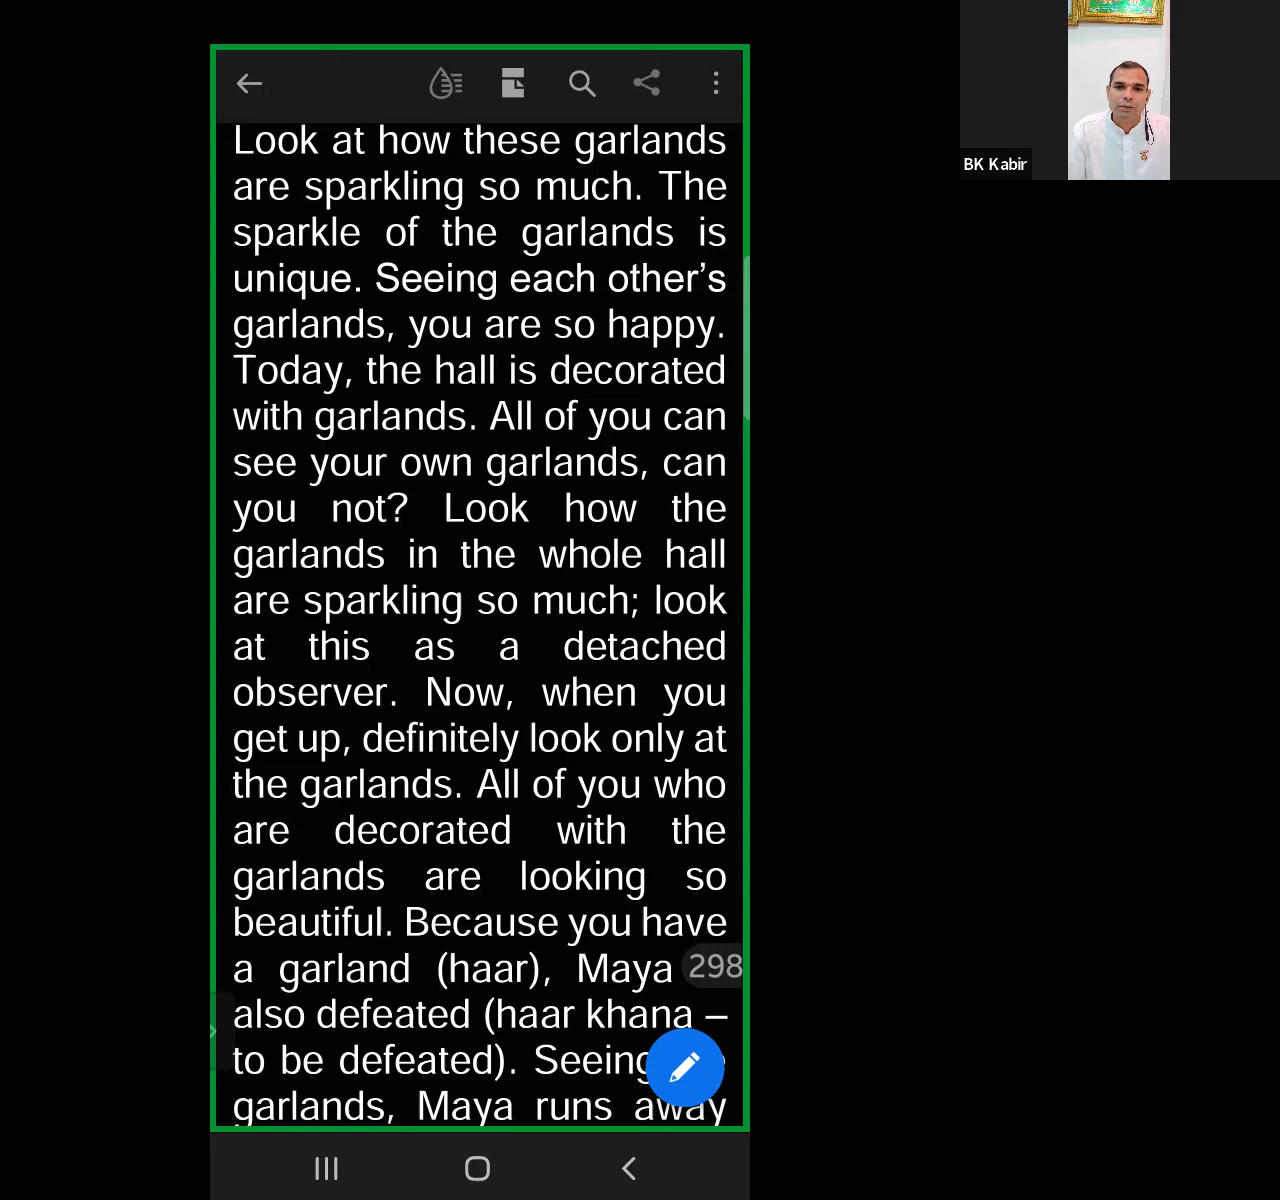 Look at how these garlands
are sparkling so much. The
sparkle of the garlands is
unique. Seeing each other’s
garlands, you are so happy.
Today, the hall is decorated
with garlands. All of you can
see your own garlands, can
you not? Look how the
garlands in the whole hall
are sparkling so much; look
at this as a detached
observer. Now, when you
get up, definitely look only at
the garlands. All of you who
are decorated with the
garlands are looking so
beautiful. Because you have
a garland (haar), Maya
298
also defeated (haar khana –
to be defeated). Seeing
garlands, Maya runs away
BK Kabir